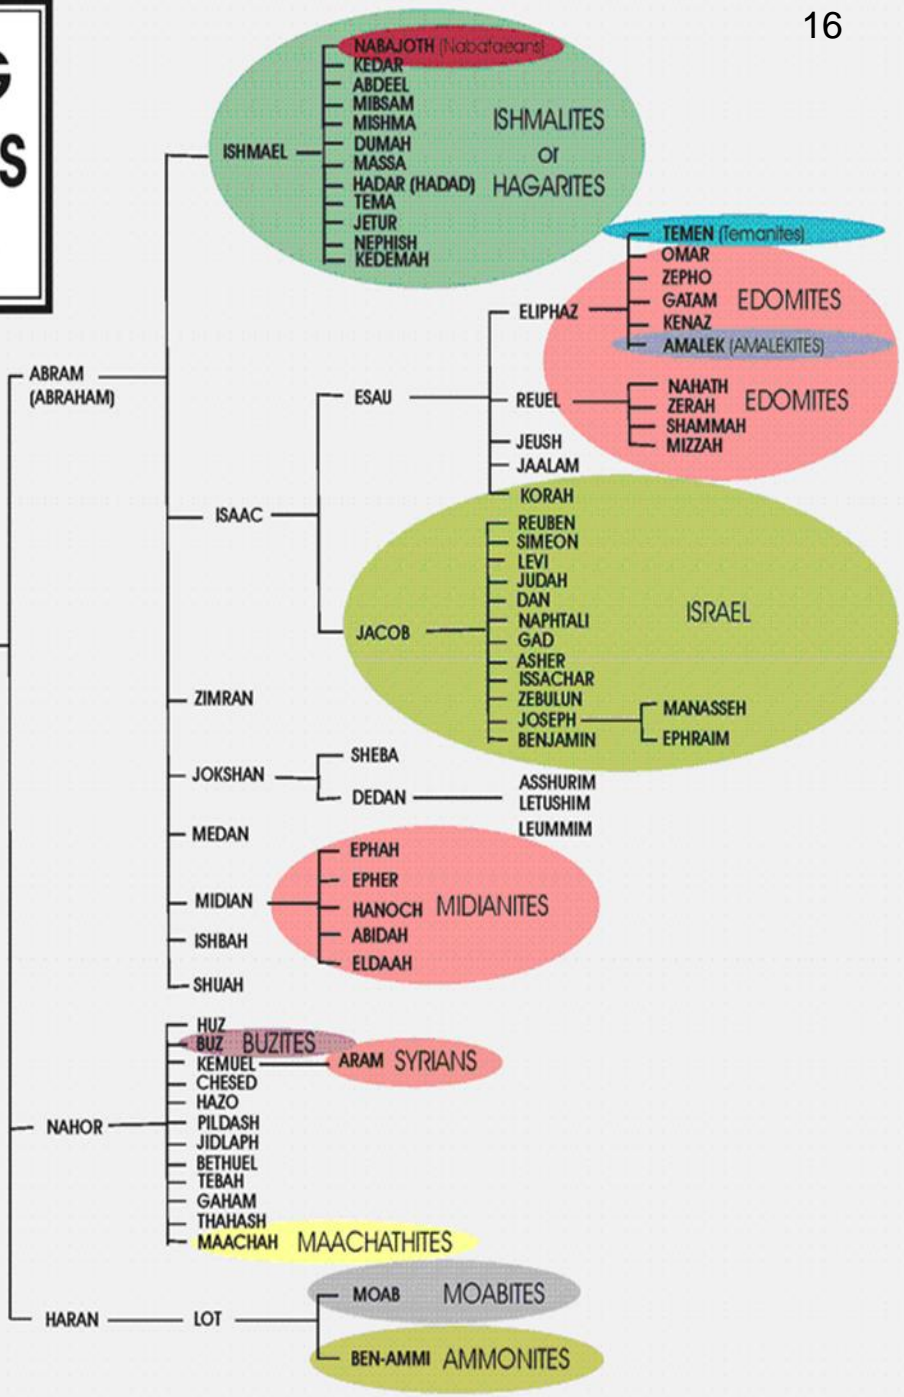 16
G
S
NABAJOTH (Nabataeans)
KEDAR
ABDEEL
MIBSAM
MISHMA
DUMAH
MASSA
HADAR (HADAD)
TEMA
JETUR
NEPHISH
KEDEMAH
ISHMAEL
ISHMALITES
or
HAGARITES
TEMEN (Temanites)
OMAR
ZEPHO
GATAM
KENAZ
AMALEK (AMALEKITES)
EDOMITES
ELIPHAZ
ABRAM
(ABRAHAM)
ESAU
REUEL
NAHATH
ZERAH
SHAMMAH
MIZZAH
EDOMITES
JEUSH
JAALAM
KORAH
ISAAC
REUBEN
SIMEON
LEVI
JUDAH
DAN
NAPHTALI
GAD
ASHER
ISSACHAR
ZEBULUN
JOSEPH
BENJAMIN
ISRAEL
JACOB
MANASSEH
EPHRAIM
ZIMRAN
JOKSHAN
SHEBA
DEDAN
ASSHURIM
LETUSHIM
LEUMMIM
MEDAN
MIDIAN
EPHAH
EPHER
HANOCH
ABIDAH
ELDAAH
MIDIANITES
ISHBAH
SHUAH
HUZ
BUZ BUZITES
KEMUEL
ARAM SYRIANS
CHESED
HAZO
PILDASH
JIDLAPH
BETHUEL
TEBAH
GAHAM
THAHASH
MAACHAH MAACHATHITES
NAHOR
HARAN
LOT
MOAB MOABITES
BEN-AMMI AMMONITES